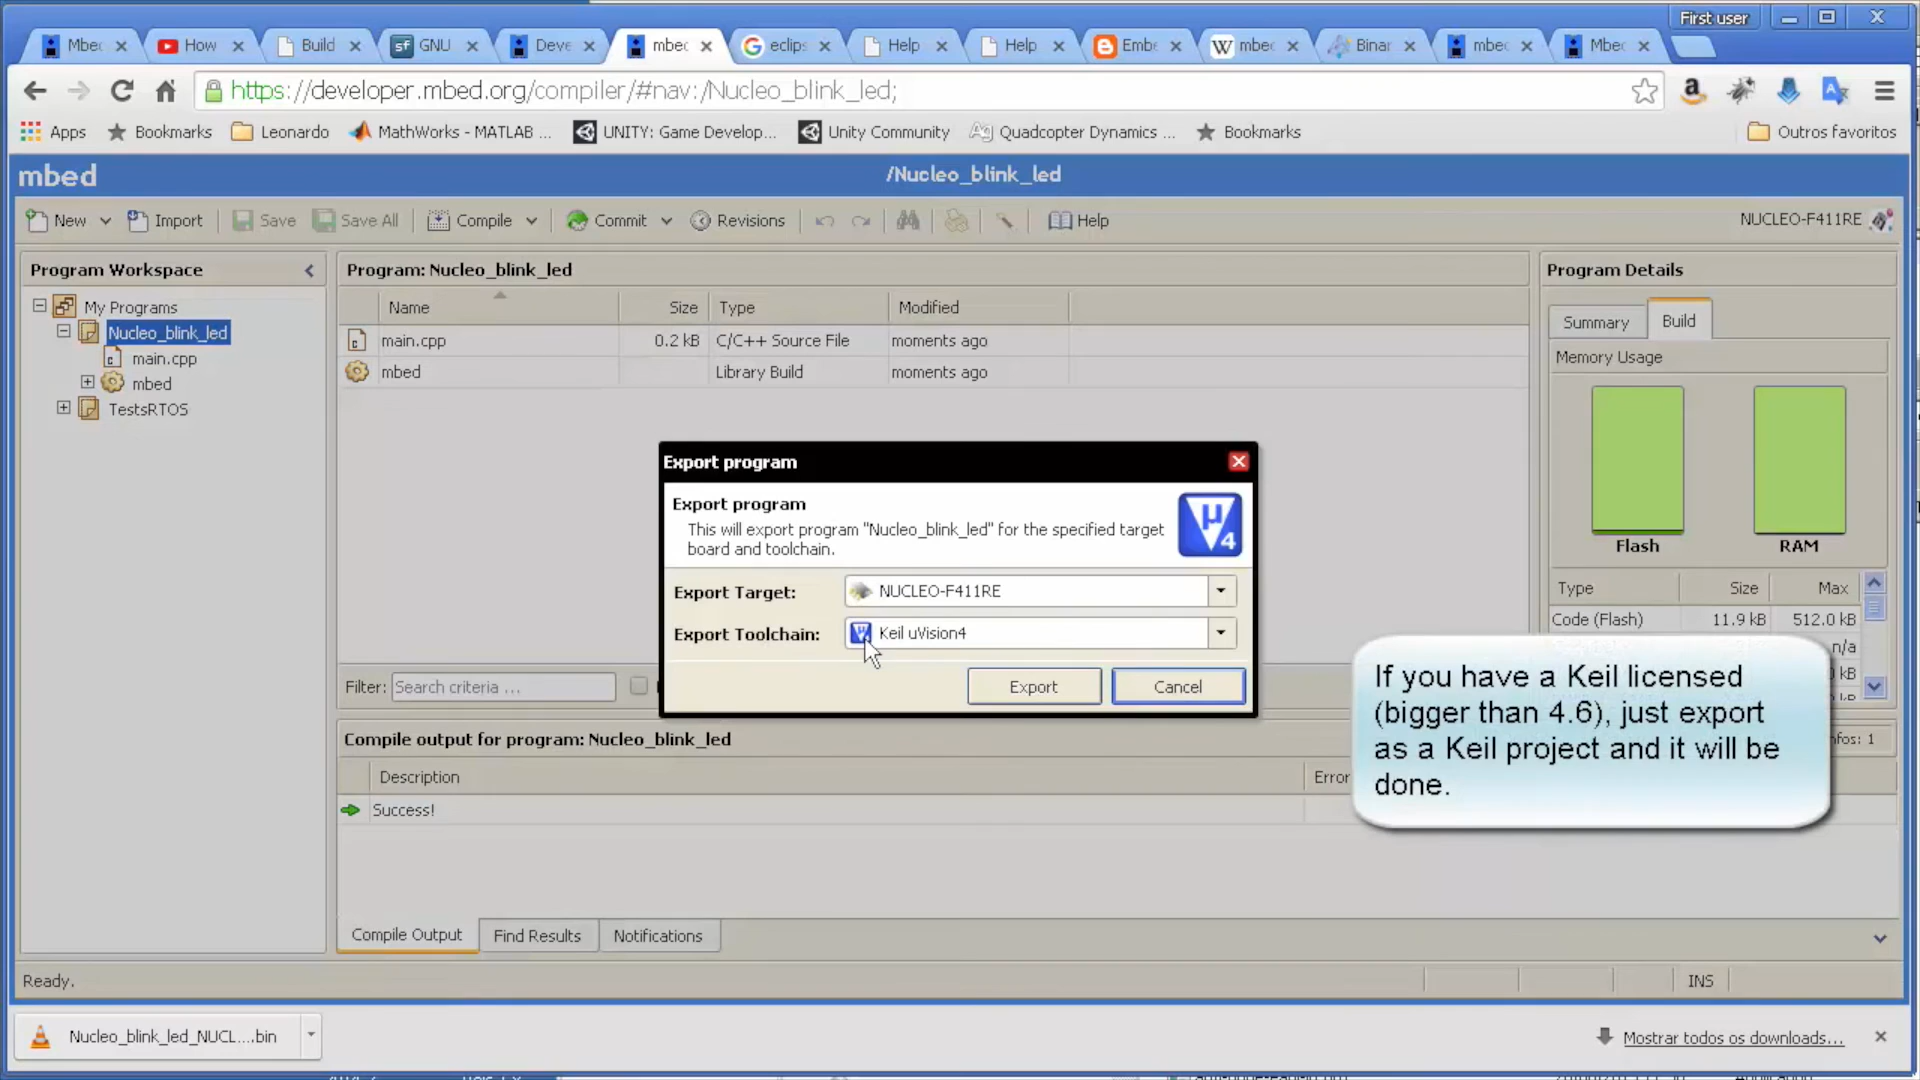 First user
Mbec
How
Build
GNU
Deve
mbec
eclips
Help
Help
Embe
mbec
Binar
mbec
Mbec
https://developer.mbed.org/compiler/#nav:/Nucleo_blink_led;
Apps
Bookmarks
Leonardo
MathWorks - MATLAB ...
UNITY: Game Develop...
Unity Community
Quadcopter Dynamics ...
Bookmarks
Outros favoritos
mbed
/Nucleo_blink_led
New
Import
Save
Save All
Compile
Commit
Revisions
Help
NUCLEO-F411RE
Program Workspace
My Programs
Nucleo_blink_led
main.cpp
mbed
TestsRTOS
Program: Nucleo_blink_led
Name Size Type Modified
main.cpp 0.2 kB C/C++ Source File moments ago
mbed Library Build moments ago
Program Details
Summary
Build
Memory Usage
Flash
RAM
Type Size Max
Code (Flash) 11.9 kB 512.0 kB
n/a
kB
Export program
Export program
This will export program "Nucleo_blink_led" for the specified target
board and toolchain.
μ
4
Export Target: NUCLEO-F411RE
Export Toolchain: Keil uVision4
Export
Cancel
Filter: Search criteria ...
If you have a Keil licensed
(bigger than 4.6), just export
as a Keil project and it will be
done.
Compile output for program: Nucleo_blink_led
nfos: 1
Description
Error
Success!
Compile Output
Find Results
Notifications
Ready.
INS
Nucleo_blink_led_NUCL....bin
Mostrar todos os downloads...